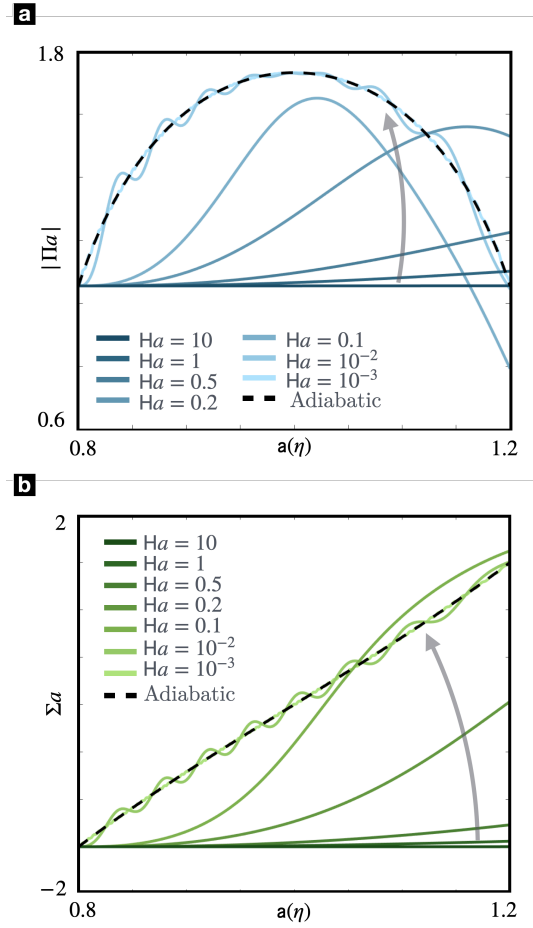 a
1.8
|Πa|
Ha = 10
Ha = 1
Ha = 0.5
Ha = 0.2
Ha = 0.1
Ha = 10⁻²
Ha = 10⁻³
Adiabatic
0.6
0.8
a(η)
1.2
b
2
Ha = 10
Ha = 1
Ha = 0.5
Ha = 0.2
Ha = 0.1
Ha = 10⁻²
Ha = 10⁻³
Adiabatic
Σa
−2
0.8
a(η)
1.2